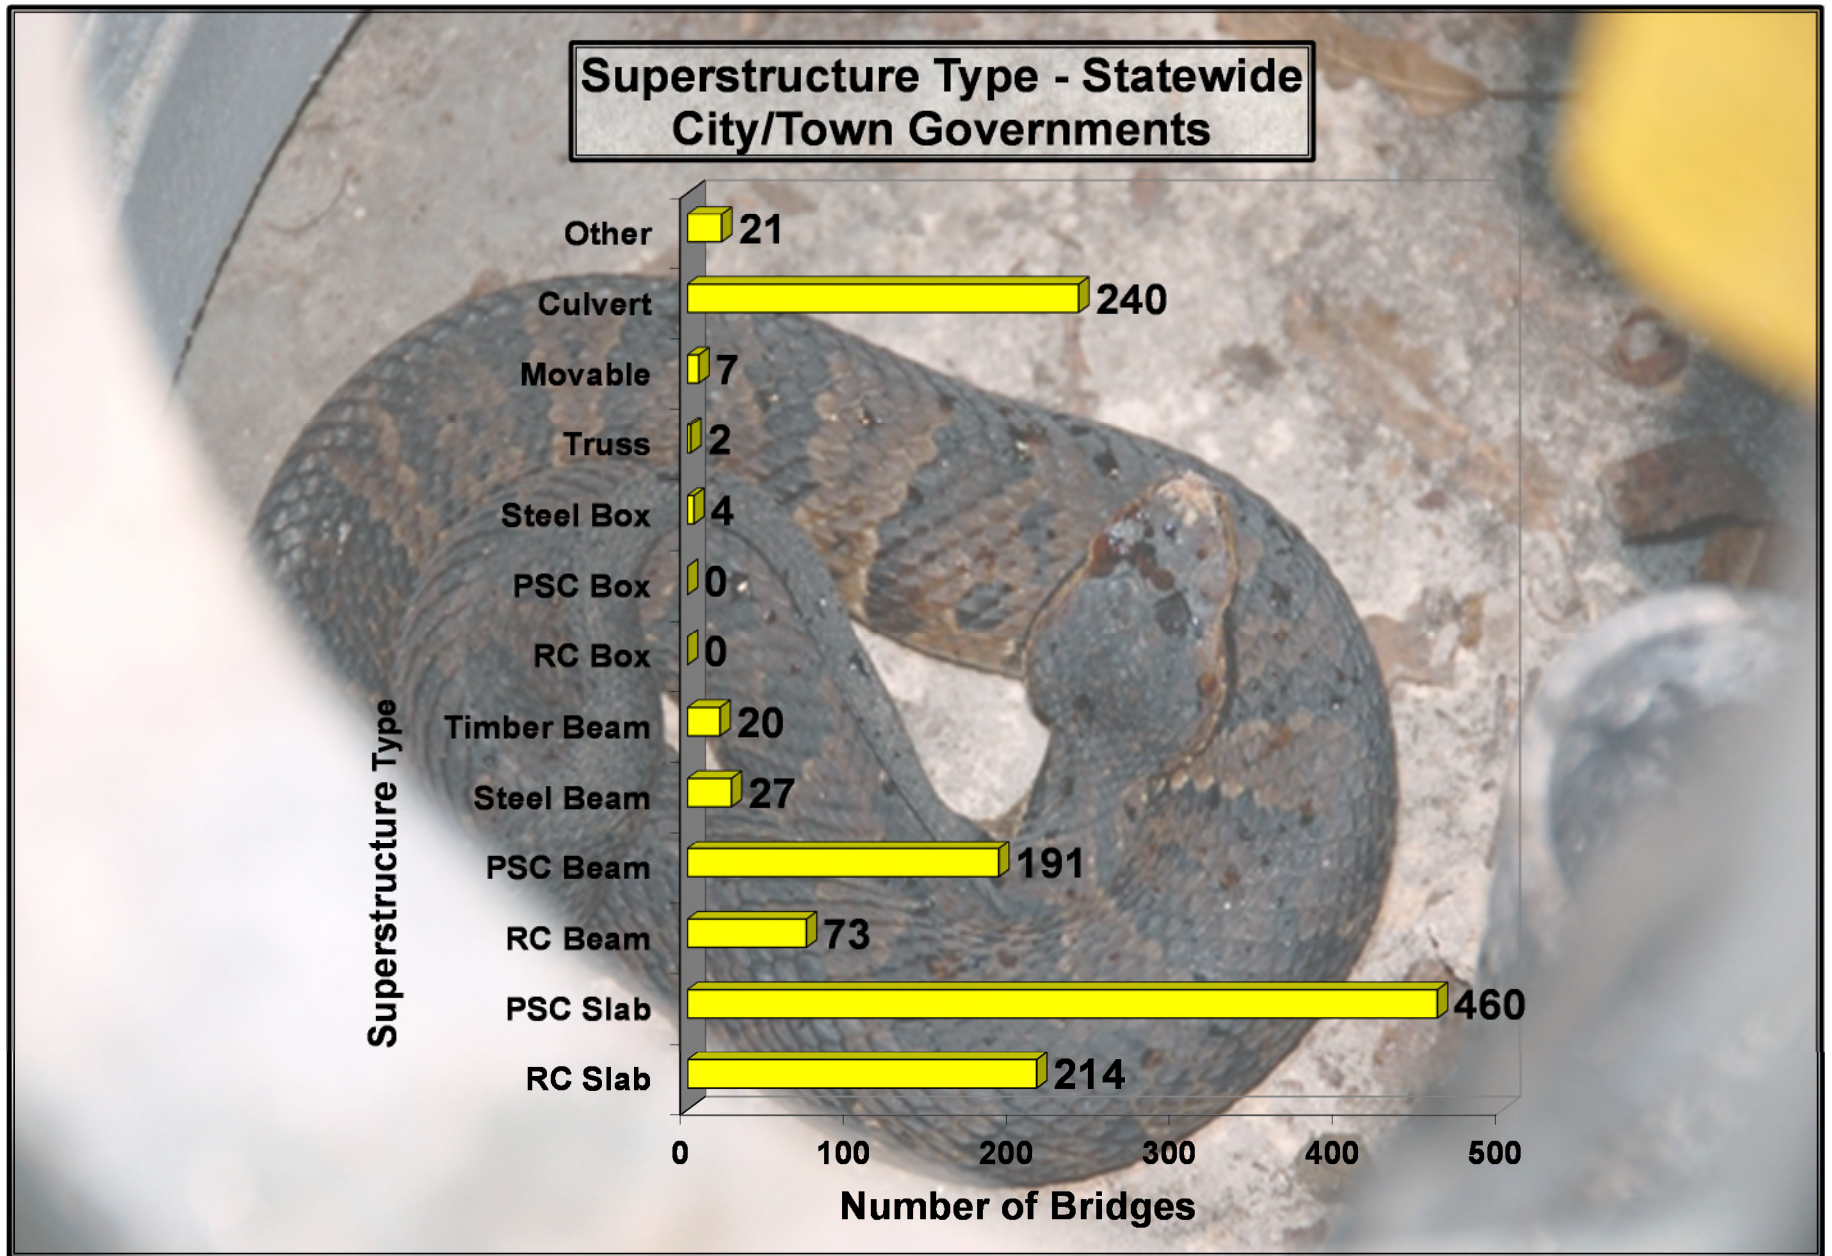 Superstructure Type - Statewide
City/Town Governments
Other 21
Culvert 240
Movable 7
Truss 2
Steel Box 4
PSC Box 0
RC Box 0
Timber Beam 20
Steel Beam 27
PSC Beam 191
RC Beam 73
PSC Slab 460
RC Slab 214
Superstructure Type
0 100 200 300 400 500
Number of Bridges